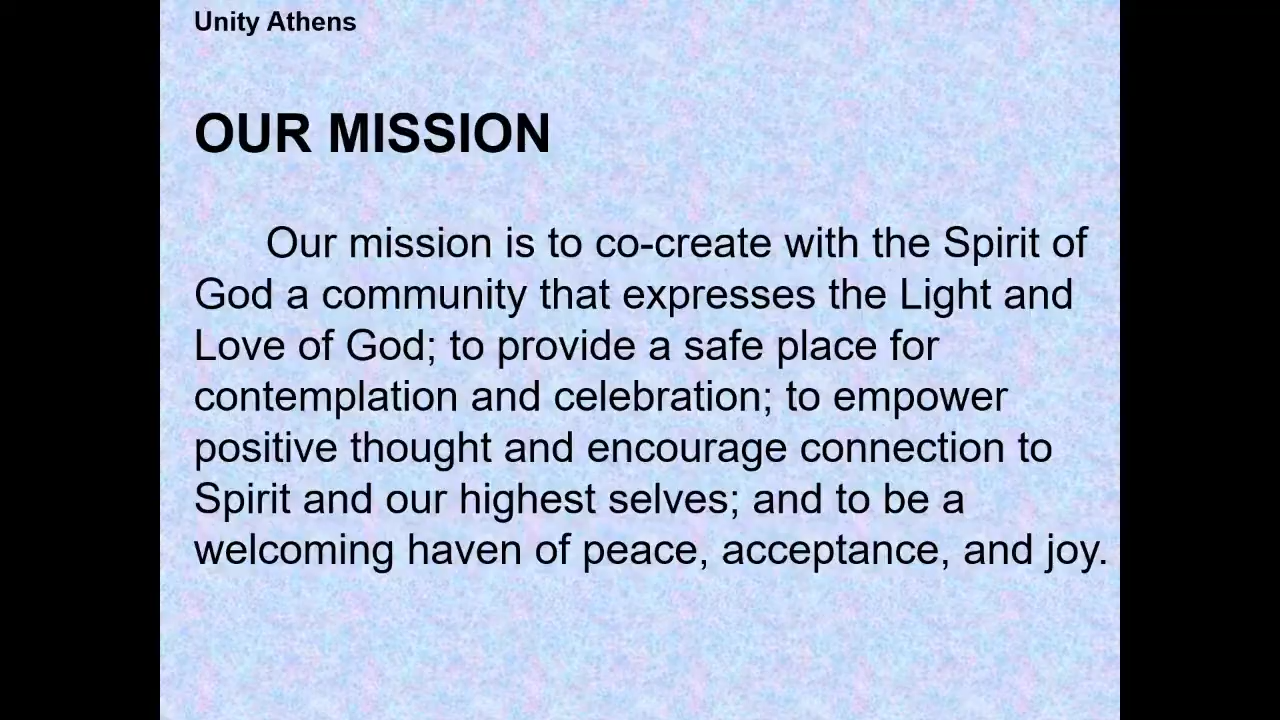 Unity Athens
OUR MISSION
Our mission is to co-create with the Spirit of
God a community that expresses the Light and
Love of God; to provide a safe place for
contemplation and celebration; to empower
positive thought and encourage connection to
Spirit and our highest selves; and to be a
welcoming haven of peace, acceptance, and joy.